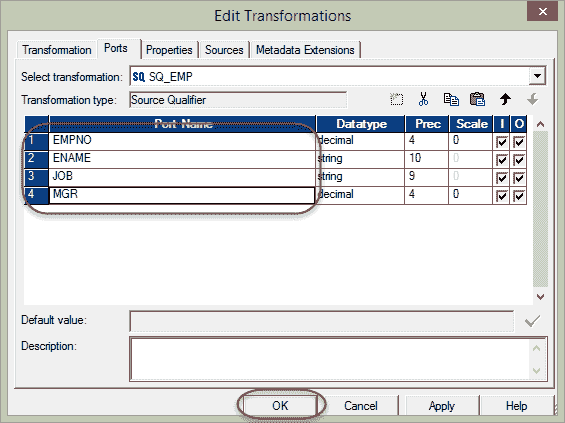 Edit Transformations
Transformation Ports Properties Sources Metadata Extensions
Select transformation: SQ SQ_EMP
Transformation type: Source Qualifier
Port Name Datatype Prec Scale I O
1 EMPNO decimal 4 0
2 ENAME string 10 0
3 JOB string 9 0
4 MGR decimal 4 0
Default value:
Description:
OK Cancel Apply Help